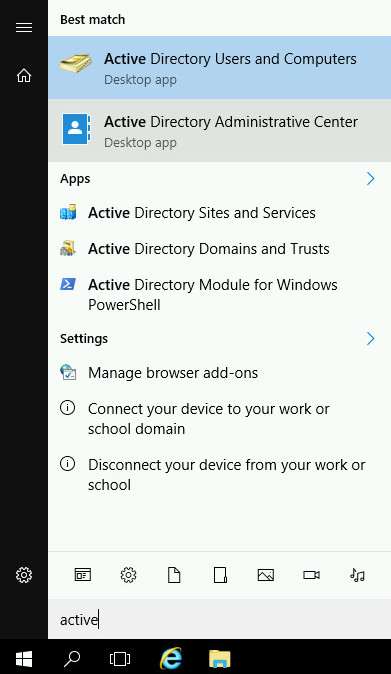 Best match
Active Directory Users and Computers
Desktop app
Active Directory Administrative Center
Desktop app
Apps
Active Directory Sites and Services
Active Directory Domains and Trusts
Active Directory Module for Windows
PowerShell
Settings
Manage browser add-ons
Connect your device to your work or
school domain
Disconnect your device from your work or
school
active